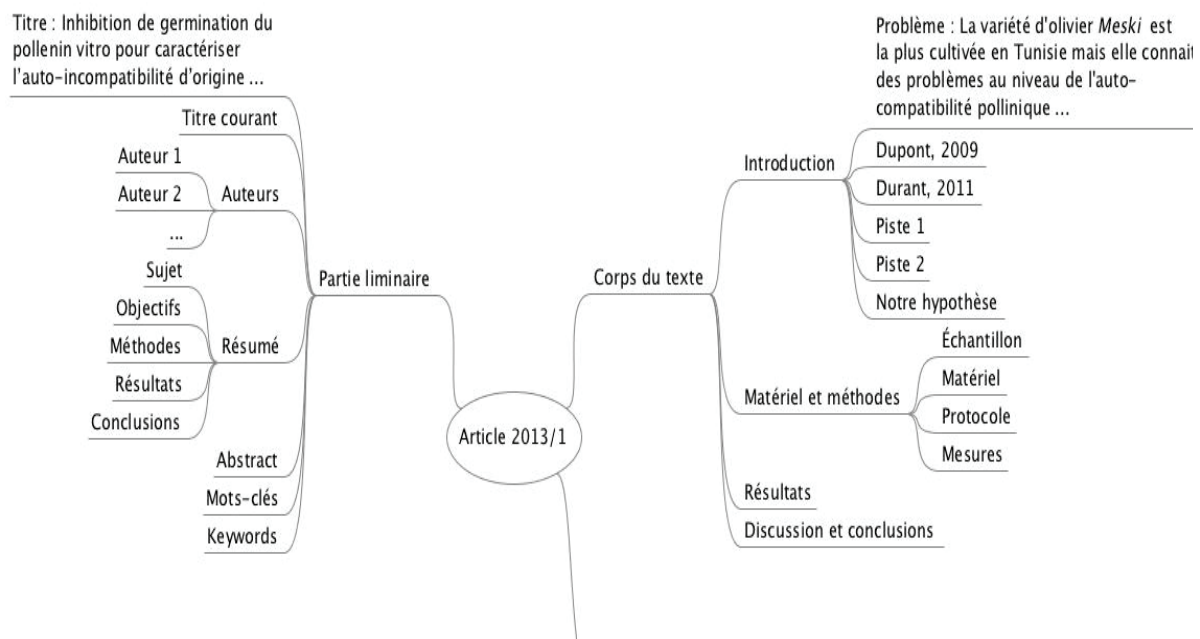 Titre : Inhibition de germination du
pollenin vitro pour caractériser
l'auto-incompatibilité d'origine ...
Titre courant
Auteur 1
Auteur 2
...
Auteurs
Sujet
Objectifs
Méthodes
Résultats
Conclusions
Résumé
Abstract
Mots-clés
Keywords
Partie liminaire
Article 2013/1
Corps du texte
Introduction
Problème : La variété d'olivier Meski est
la plus cultivée en Tunisie mais elle connait
des problèmes au niveau de l'auto-
compatibilité pollinique ...
Dupont, 2009
Durant, 2011
Piste 1
Piste 2
Notre hypothèse
Matériel et méthodes
Échantillon
Matériel
Protocole
Mesures
Résultats
Discussion et conclusions